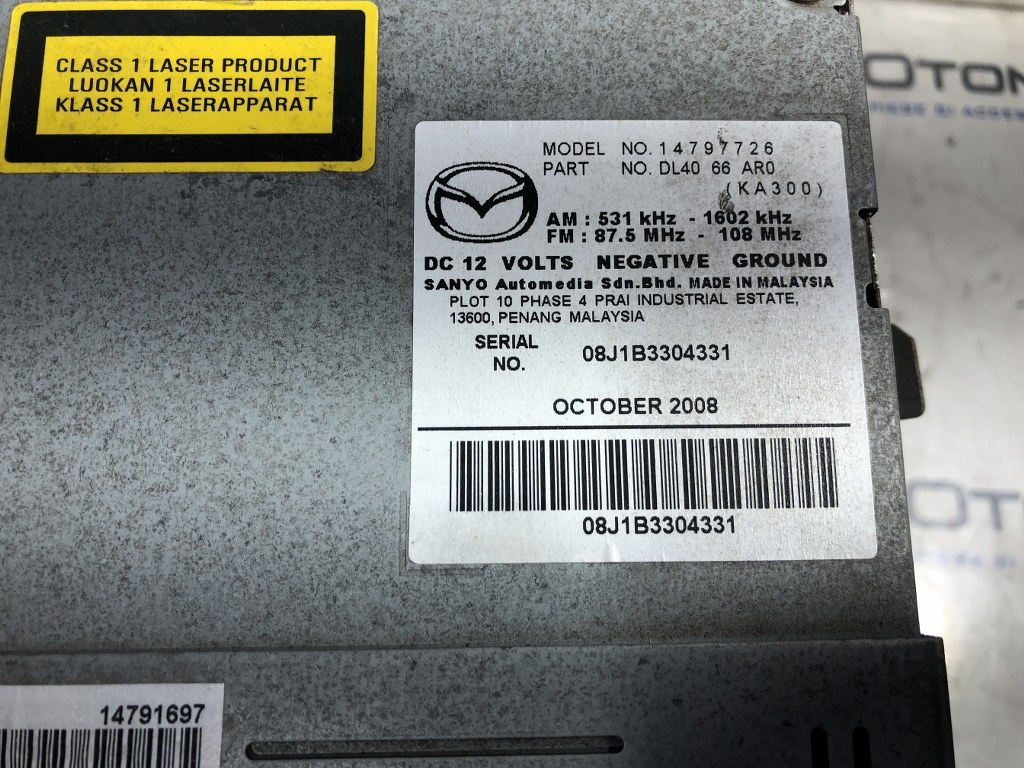 CLASS 1 LASER PRODUCT
LUOKAN 1 LASERLAITE
KLASS 1 LASERAPPARAT
MODEL NO. 14797726
PART NO. DL40 66 AR0
(KA300)
AM : 531 kHz - 1602 kHz
FM : 87.5 MHz - 108 MHz
DC 12 VOLTS NEGATIVE GROUND
SANYO Automedia Sdn.Bhd. MADE IN MALAYSIA
PLOT 10 PHASE 4 PRAI INDUSTRIAL ESTATE,
13600, PENANG MALAYSIA
SERIAL NO. 08J1B3304331
OCTOBER 2008
08J1B3304331
14791697